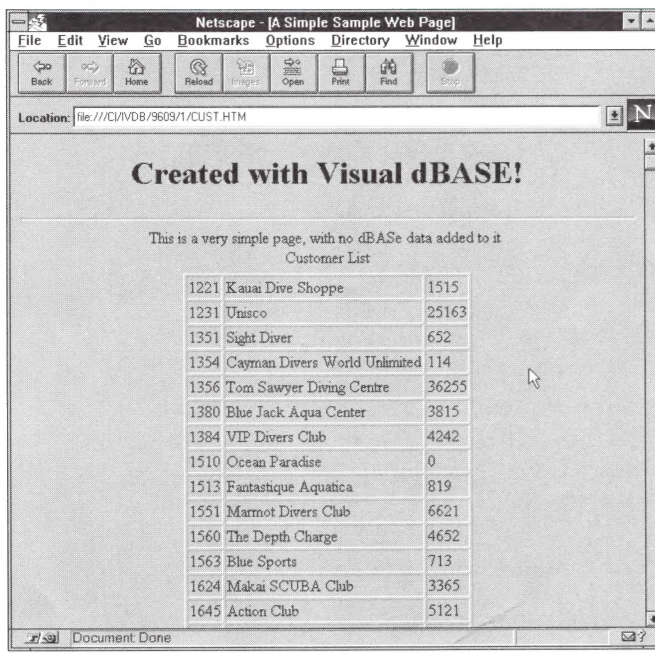 Netscape - [A Simple Sample Web Page]
File Edit View Go Bookmarks Options Directory Window Help
Back Forward Home Reload Images Open Print Find Stop
Location: file:///C|/IVDB/9609/1/CUST.HTM
N
Created with Visual dBASE!
This is a very simple page, with no dBASe data added to it
Customer List
1221 Kauai Dive Shoppe 1515
1231 Unisco 25163
1351 Sight Diver 652
1354 Cayman Divers World Unlimited 114
1356 Tom Sawyer Diving Centre 36255
1380 Blue Jack Aqua Center 3815
1384 VIP Divers Club 4242
1510 Ocean Paradise 0
1513 Fantastique Aquatica 819
1551 Marmot Divers Club 6621
1560 The Depth Charge 4652
1563 Blue Sports 713
1624 Makai SCUBA Club 3365
1645 Action Club 5121
Document: Done